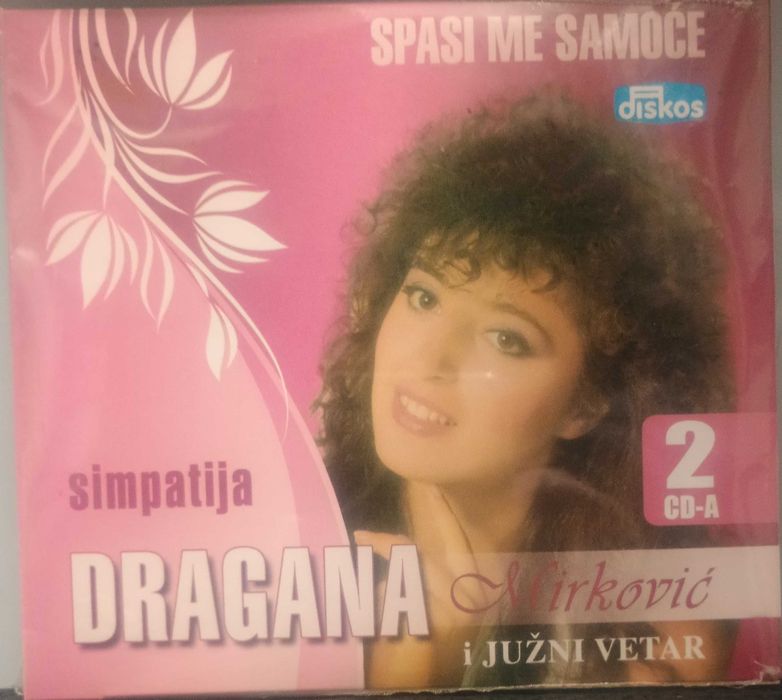 SPASI ME SAMOĆE
diskos
simpatija
2
CD-A
DRAGANA Mirković
i JUŽNI VETAR